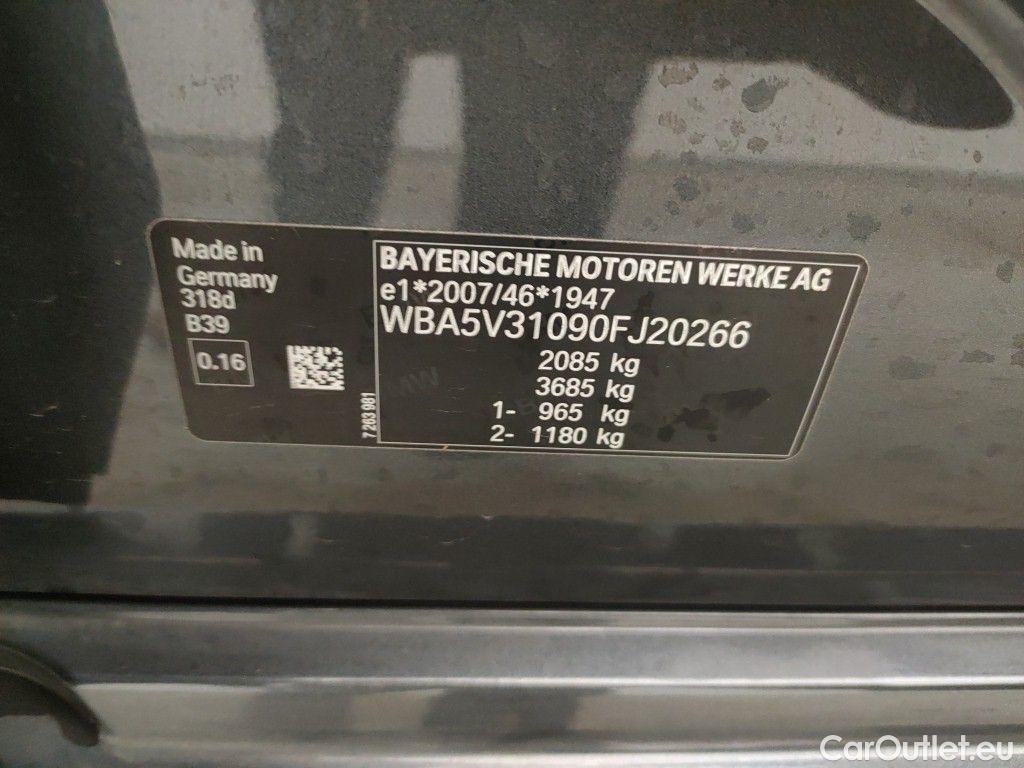 Made in
Germany
318d
B39
0.16
7 263 981
BAYERISCHE MOTOREN WERKE AG
e1*2007/46*1947
WBA5V31090FJ20266
2085 kg
3685 kg
1- 965 kg
2- 1180 kg
CarOutlet.eu